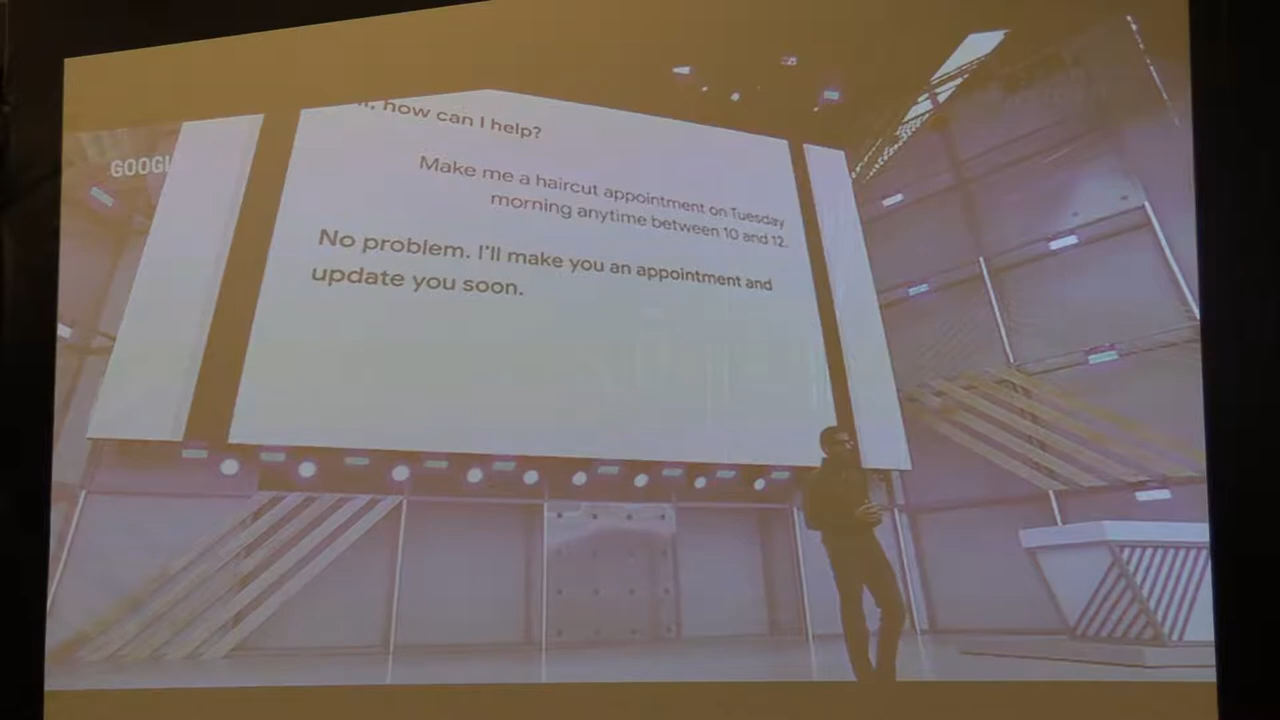 GOOGL
how can I help?
Make me a haircut appointment on Tuesday
morning anytime between 10 and 12.
No problem. I'll make you an appointment and
update you soon.